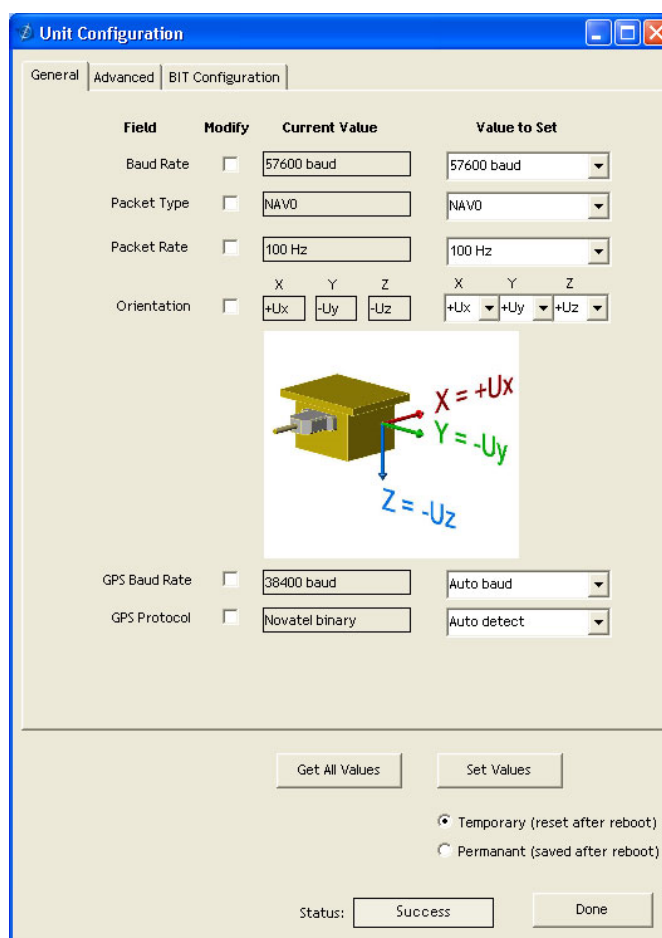 Unit Configuration
General Advanced BIT Configuration
Field Modify Current Value Value to Set
Baud Rate 57600 baud 57600 baud
Packet Type NAV0 NAV0
Packet Rate 100 Hz 100 Hz
X Y Z X Y Z
Orientation +Ux -Uy -Uz +Ux +Uy +Uz
X = +Ux
Y = -Uy
Z = -Uz
GPS Baud Rate 38400 baud Auto baud
GPS Protocol Novatel binary Auto detect
Get All Values Set Values
Temporary (reset after reboot)
Permanant (saved after reboot)
Status: Success Done